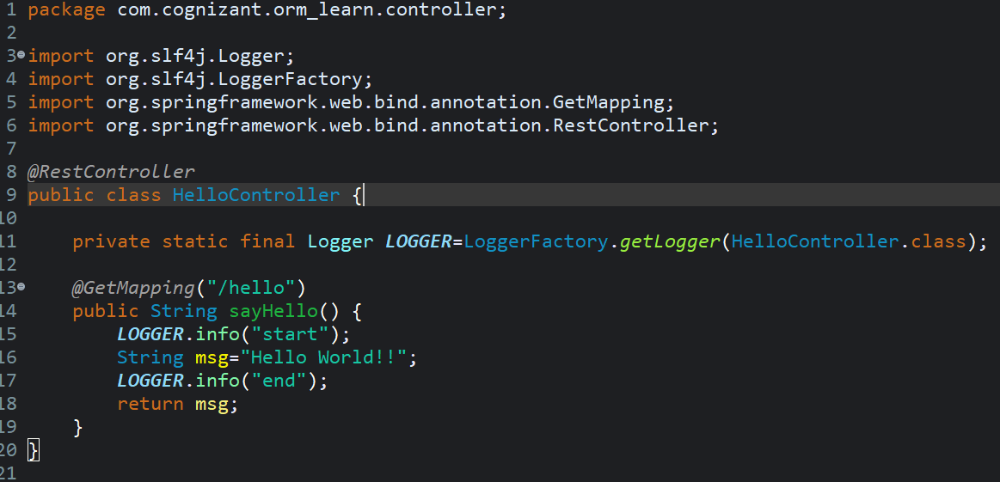 1 package com.cognizant.orm_learn.controller;
2
3 import org.slf4j.Logger;
4 import org.slf4j.LoggerFactory;
5 import org.springframework.web.bind.annotation.GetMapping;
6 import org.springframework.web.bind.annotation.RestController;
7
8 @RestController
9 public class HelloController {
10
11     private static final Logger LOGGER=LoggerFactory.getLogger(HelloController.class);
12
13     @GetMapping("/hello")
14     public String sayHello() {
15         LOGGER.info("start");
16         String msg="Hello World!!";
17         LOGGER.info("end");
18         return msg;
19     }
20 }
21